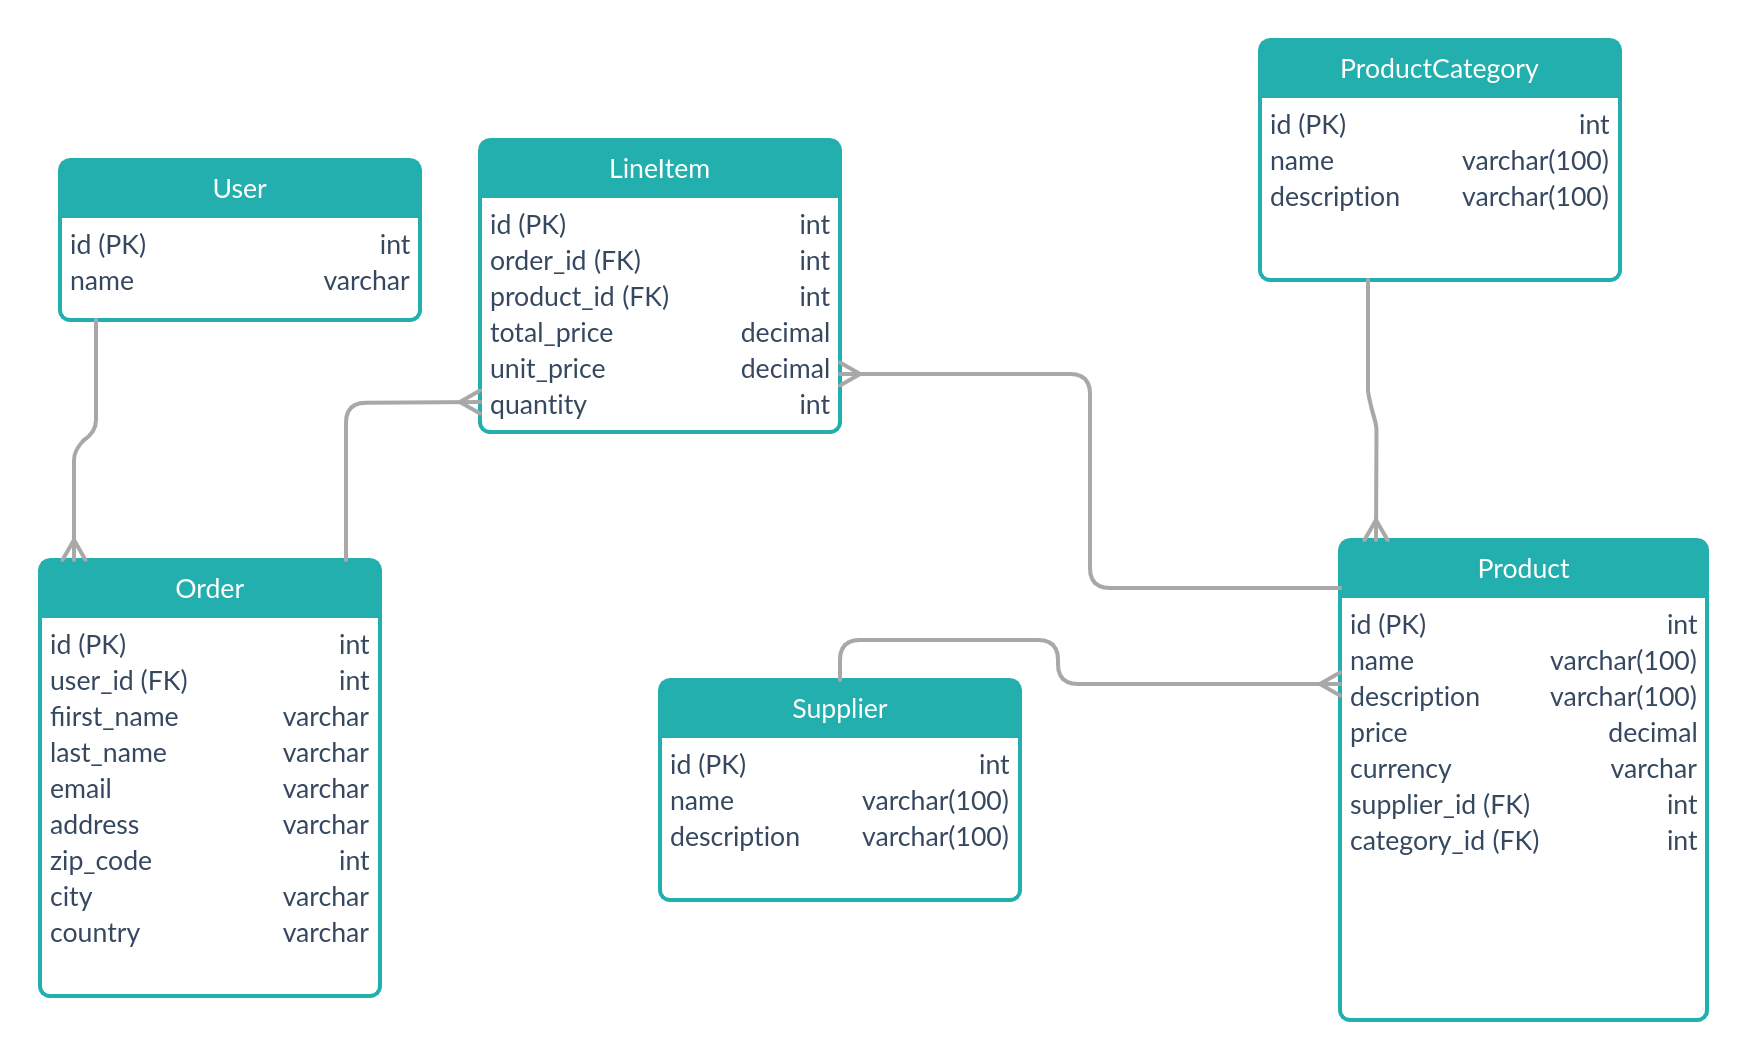 ProductCategory
id (PK) int
name varchar(100)
description varchar(100)
LineItem
id (PK) int
order_id (FK) int
product_id (FK) int
total_price decimal
unit_price decimal
quantity int
User
id (PK) int
name varchar
Order
id (PK) int
user_id (FK) int
fiirst_name varchar
last_name varchar
email varchar
address varchar
zip_code int
city varchar
country varchar
Supplier
id (PK) int
name varchar(100)
description varchar(100)
Product
id (PK) int
name varchar(100)
description varchar(100)
price decimal
currency varchar
supplier_id (FK) int
category_id (FK) int